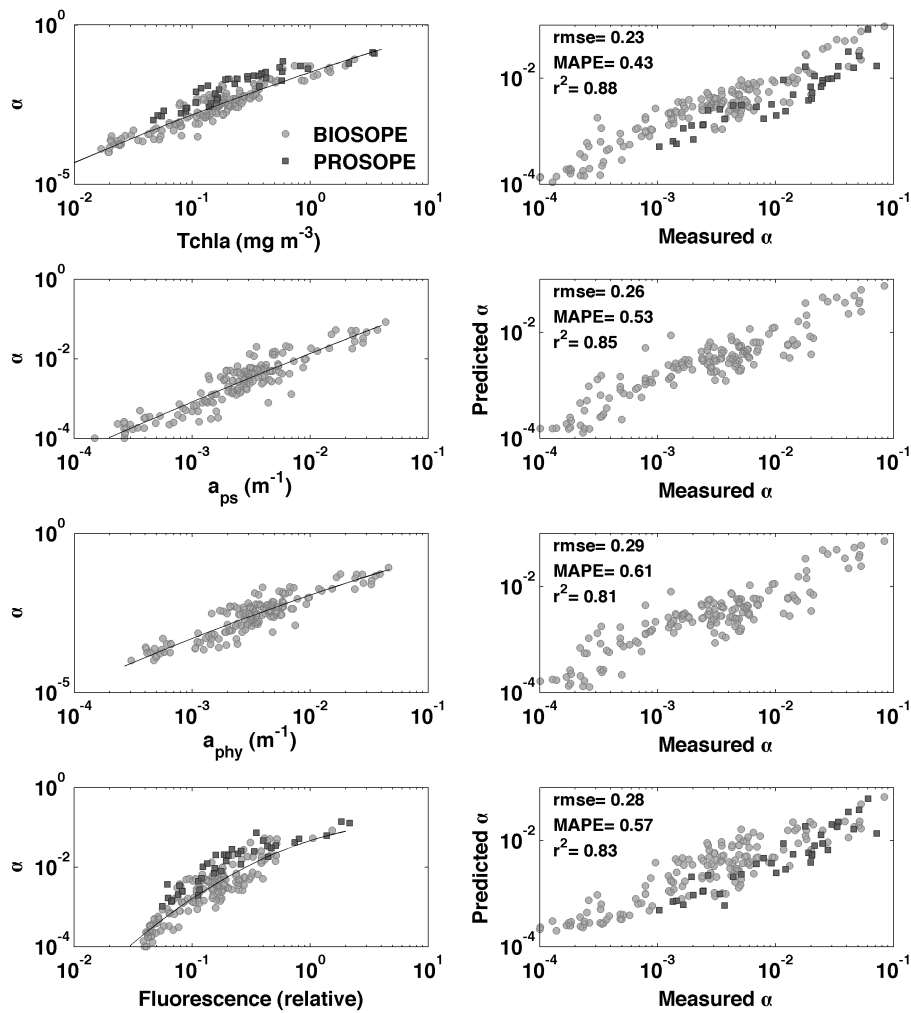 10^0
α
10^-5
BIOSOPE
PROSOPE
10^-2 10^-1 10^0 10^1
Tchla (mg m^-3)
rmse= 0.23
MAPE= 0.43
r^2= 0.88
10^-2
10^-4
10^-4 10^-3 10^-2 10^-1
Measured α
10^0
α
10^-2
10^-4
10^-4 10^-3 10^-2 10^-1
a_ps (m^-1)
rmse= 0.26
MAPE= 0.53
r^2= 0.85
Predicted α
10^-2
10^-4
10^-4 10^-3 10^-2 10^-1
Measured α
10^0
α
10^-5
10^-4 10^-3 10^-2 10^-1
a_phy (m^-1)
rmse= 0.29
MAPE= 0.61
r^2= 0.81
10^-2
10^-4
10^-4 10^-3 10^-2 10^-1
Measured α
10^0
α
10^-2
10^-4
10^-2 10^-1 10^0 10^1
Fluorescence (relative)
rmse= 0.28
MAPE= 0.57
r^2= 0.83
Predicted α
10^-2
10^-4
10^-4 10^-3 10^-2 10^-1
Measured α